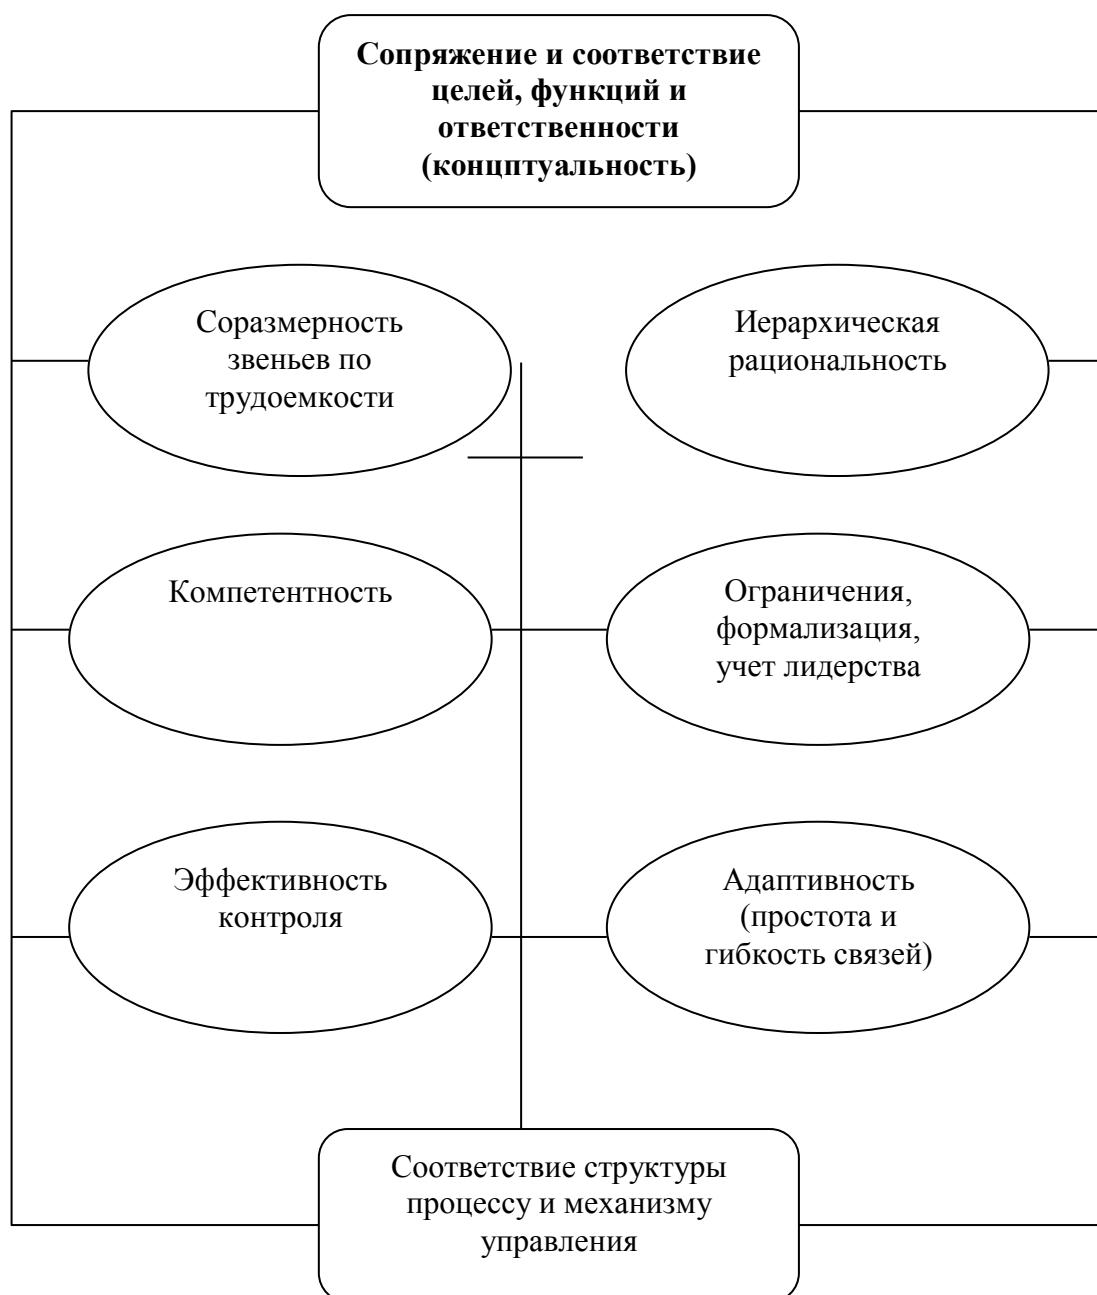 Сопряжение и соответствие
целей, функций и
ответственности
(концптуальность)
Соразмерность
звеньев по
трудоемкости
Иерархическая
рациональность
Компетентность
Ограничения,
формализация,
учет лидерства
Эффективность
контроля
Адаптивность
(простота и
гибкость связей)
Соответствие структуры
процессу и механизму
управления